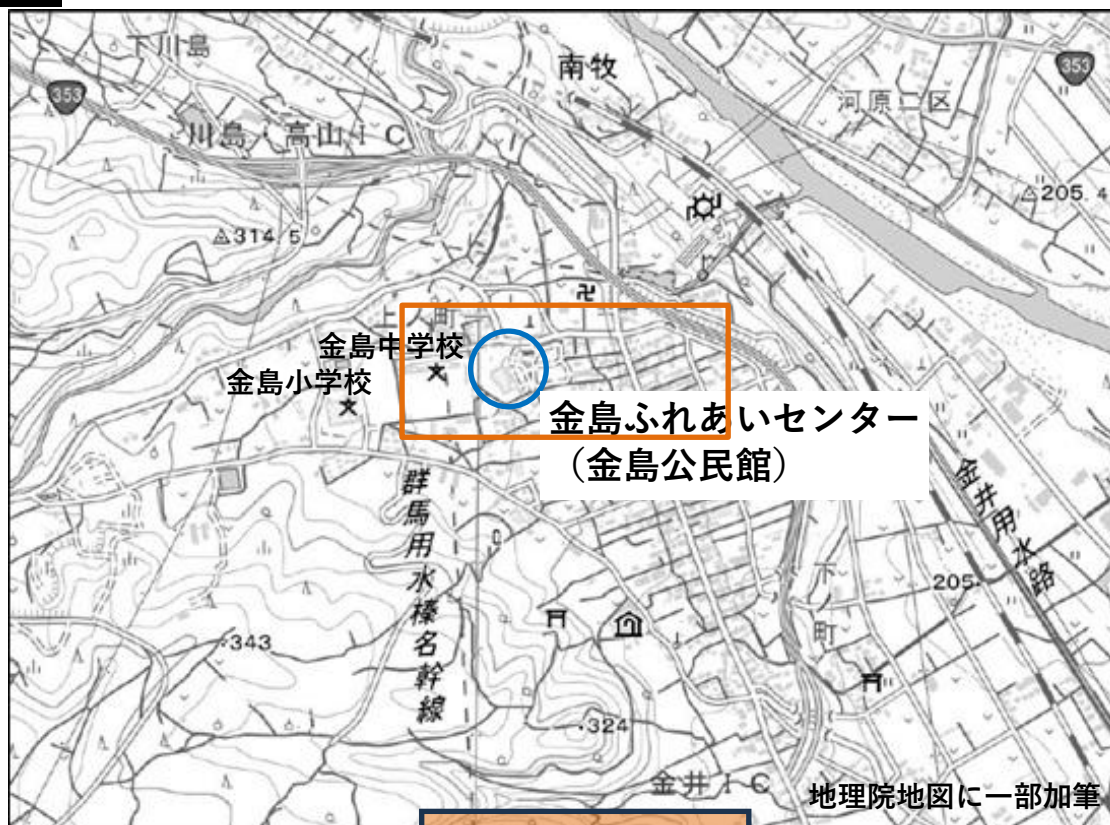 下川島
南牧
353
353
河原二区
川島・高山IC
205.4
314.5
金島中学校
金島小学校
金島ふれあいセンター
（金島公民館）
群馬用水榛名幹線
金井用水路
下ノ町
205
343
324
金井IC
地理院地図に一部加筆